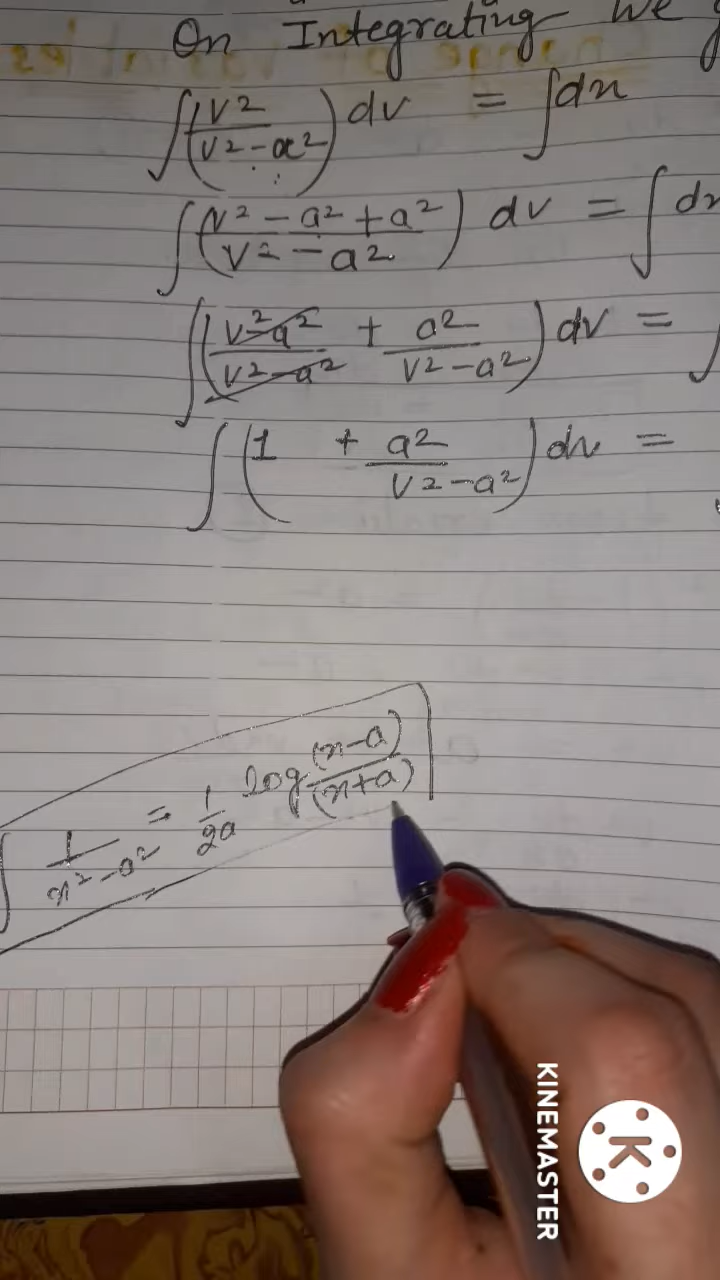 On Integrating We
∫(v²/(v²-a²)) dv = ∫dx
∫((v²-a²+a²)/(v²-a²)) dv = ∫dx
∫((v²-a²)/(v²-a²) + a²/(v²-a²)) dv = ∫
∫(1 + a²/(v²-a²)) dv =
∫ 1/(x²-a²) = 1/2a log (x-a)/(x+a)
KINEMASTER